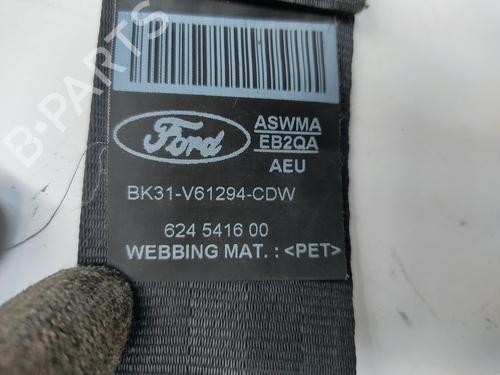 Ford
ASWMA
EB2QA
AEU
BK31-V61294-CDW
624 5416 00
WEBBING MAT. : <PET>
B-PARTS